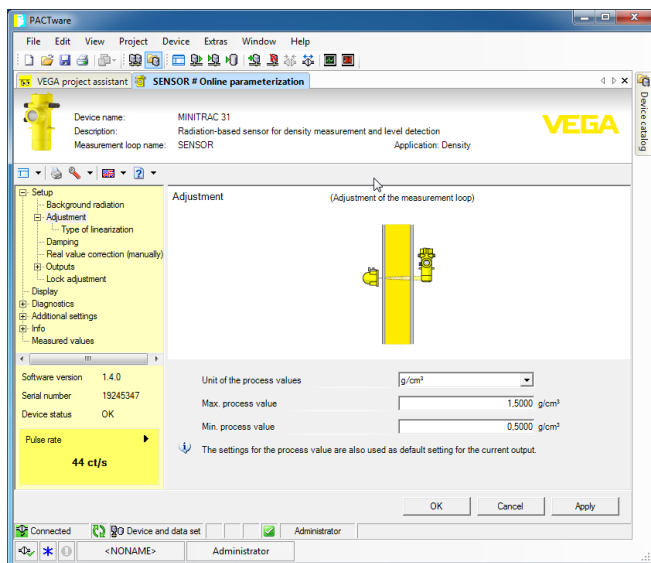 PACTware
File Edit View Project Device Extras Window Help
VEGA project assistant SENSOR # Online parameterization
Device catalog
Device name: MINITRAC 31
Description: Radiation-based sensor for density measurement and level detection
Measurement loop name: SENSOR Application: Density
VEGA
Setup
Background radiation
Adjustment
Type of linearization
Damping
Real value correction (manually)
Outputs
Lock adjustment
Display
Diagnostics
Additional settings
Info
Measured values
Software version 1.4.0
Serial number 19245347
Device status OK
Pulse rate
44 ct/s
Adjustment (Adjustment of the measurement loop)
Unit of the process values g/cm³
Max. process value 1,5000 g/cm³
Min. process value 0,5000 g/cm³
The settings for the process value are also used as default setting for the current output.
OK Cancel Apply
Connected Device and data set Administrator
<NONAME> Administrator